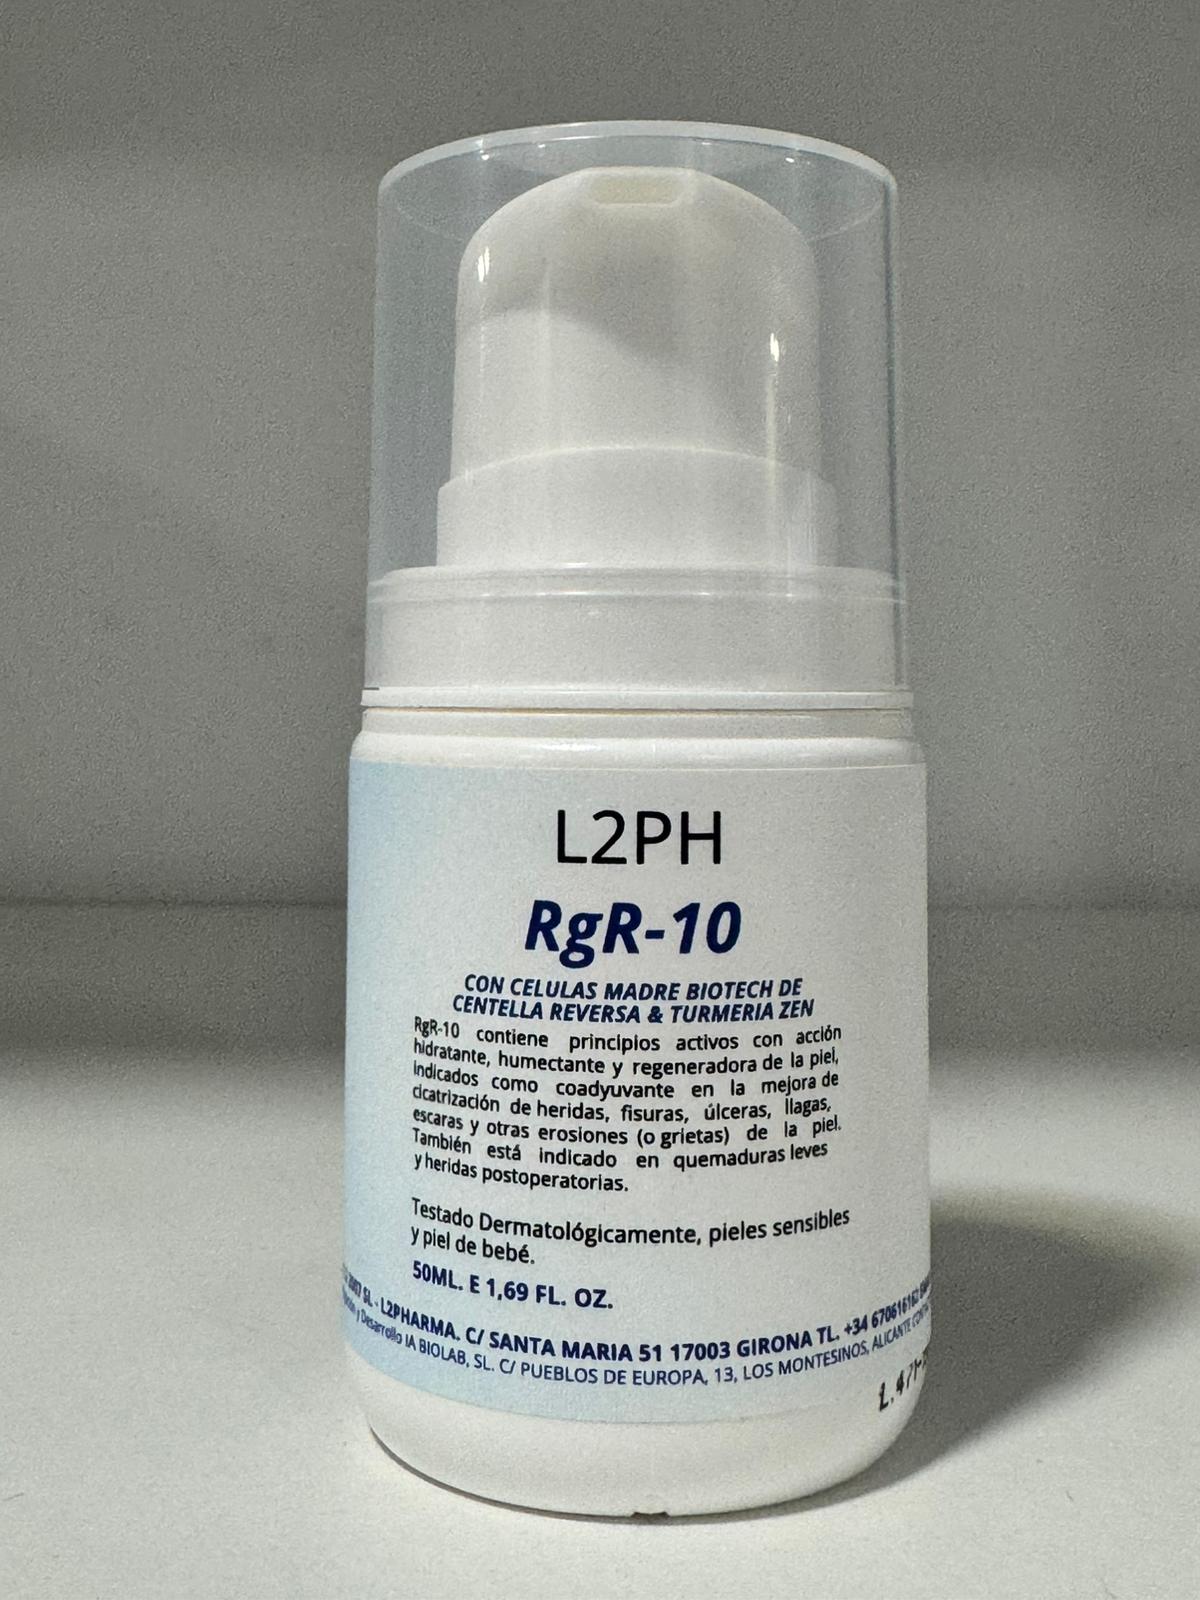 L2PH
RgR-10
CON CELULAS MADRE BIOTECH DE
CENTELLA REVERSA & TURMERIA ZEN
RgR-10 contiene principios activos con acción
hidratante, humectante y regeneradora de la piel,
indicados como coadyuvante en la mejora de
cicatrización de heridas, fisuras, úlceras, llagas,
escaras y otras erosiones (o grietas) de la piel.
También está indicado en quemaduras leves
y heridas postoperatorias.
Testado Dermatológicamente, pieles sensibles
y piel de bebé.
50ML. E 1,69 FL. OZ.
SL - L2PHARMA. C/ SANTA MARIA 51 17003 GIRONA TL. +34 670616162
y Desarrollo IA BIOLAB, SL. C/ PUEBLOS DE EUROPA, 13, LOS MONTESINOS, ALICANTE